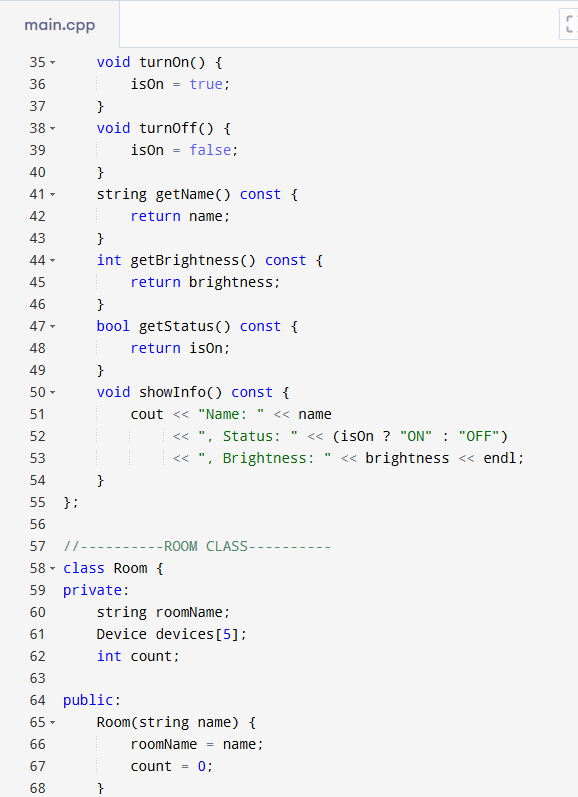 main.cpp
35 void turnOn() {
36 isOn = true;
37 }
38 void turnOff() {
39 isOn = false;
40 }
41 string getName() const {
42 return name;
43 }
44 int getBrightness() const {
45 return brightness;
46 }
47 bool getStatus() const {
48 return isOn;
49 }
50 void showInfo() const {
51 cout << "Name: " << name
52 << ", Status: " << (isOn ? "ON" : "OFF")
53 << ", Brightness: " << brightness << endl;
54 }
55 };
56
57 //----------ROOM CLASS----------
58 class Room {
59 private:
60 string roomName;
61 Device devices[5];
62 int count;
63
64 public:
65 Room(string name) {
66 roomName = name;
67 count = 0;
68 }